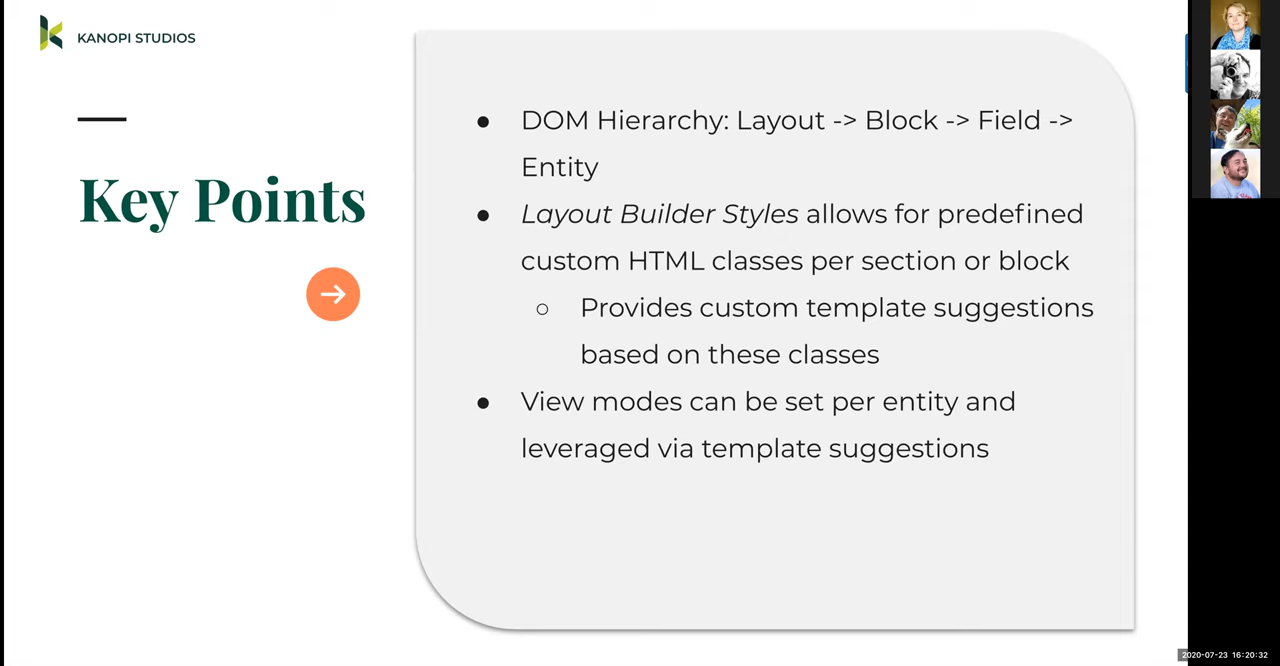 KANOPI STUDIOS
Key Points
● DOM Hierarchy: Layout -> Block -> Field ->
Entity
● Layout Builder Styles allows for predefined
custom HTML classes per section or block
○ Provides custom template suggestions
based on these classes
● View modes can be set per entity and
leveraged via template suggestions
2020-07-23 16:20:32